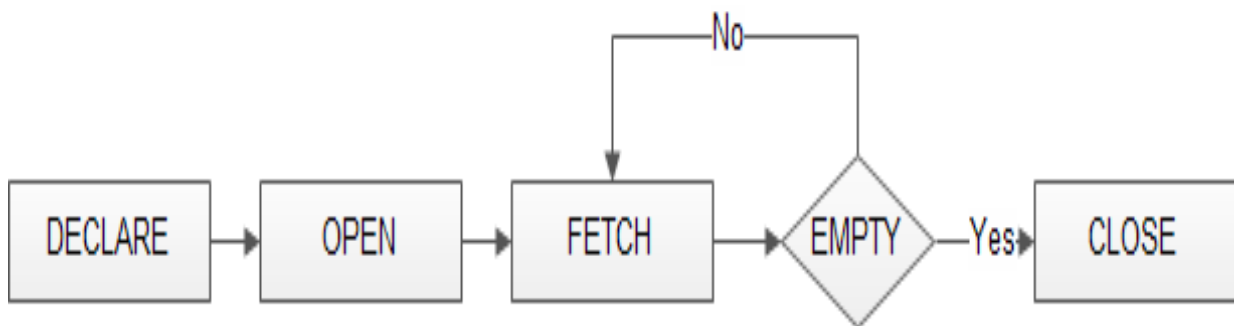 No
DECLARE
OPEN
FETCH
EMPTY
Yes
CLOSE